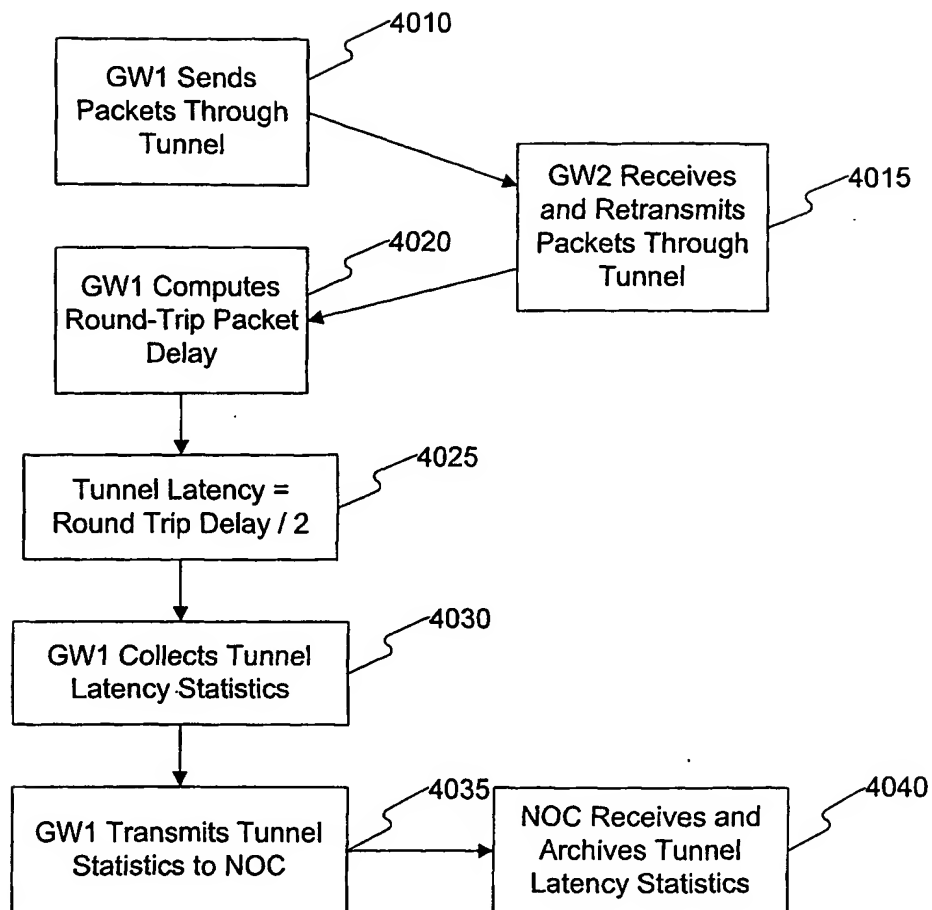 4010
GW1 Sends
Packets Through
Tunnel
GW2 Receives
and Retransmits
Packets Through
Tunnel
4015
4020
GW1 Computes
Round-Trip Packet
Delay
4025
Tunnel Latency =
Round Trip Delay / 2
4030
GW1 Collects Tunnel
Latency Statistics
4035
GW1 Transmits Tunnel
Statistics to NOC
4040
NOC Receives and
Archives Tunnel
Latency Statistics